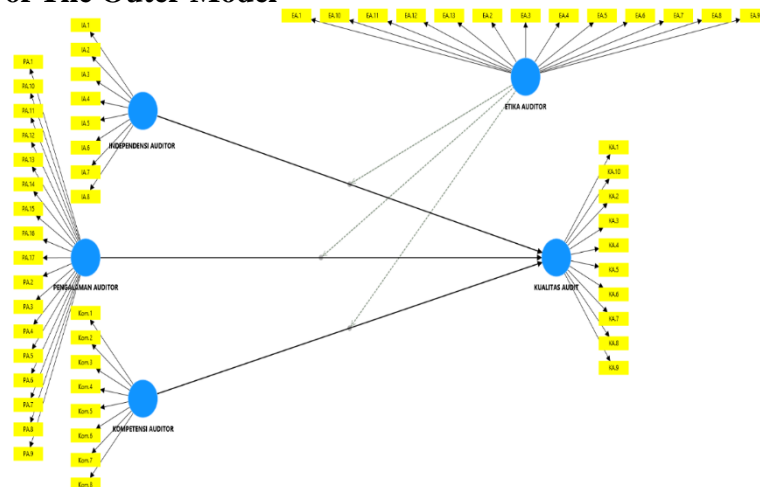 of The Outer Model
EA.1 EA.10 EA.11 EA.12 EA.13 EA.2 EA.3 EA.4 EA.5 EA.6 EA.7 EA.8 EA.9
ETIKA AUDITOR
IA.1
IA.2
IA.3
IA.4
IA.5
IA.6
IA.7
IA.8
INDEPENDENSI AUDITOR
PA.1
PA.10
PA.11
PA.12
PA.13
PA.14
PA.15
PA.16
PA.17
PA.2
PA.3
PA.4
PA.5
PA.6
PA.7
PA.8
PA.9
PENGALAMAN AUDITOR
Kom.1
Kom.2
Kom.3
Kom.4
Kom.5
Kom.6
Kom.7
Kom.8
KOMPETENSI AUDITOR
KA.1
KA.10
KA.2
KA.3
KA.4
KA.5
KA.6
KA.7
KA.8
KA.9
KUALITAS AUDIT